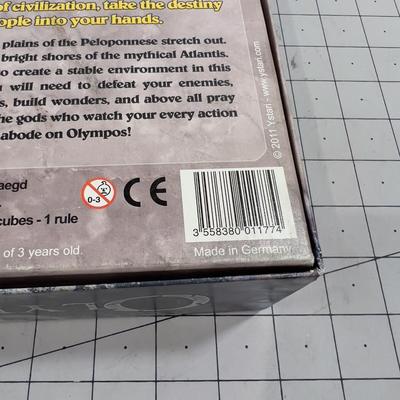 of civilization, take the destiny
ople into your hands.
plains of the Peloponnese stretch out.
bright shores of the mythical Atlantis.
o create a stable environment in this
u will need to defeat your enemies,
s, build wonders, and above all pray
he gods who watch your every action
abode on Olympos!
© 2011 Ystari - www.ystari.com
aegd
0-3
CE
cubes - 1 rule
3 558380 011774
of 3 years old.
Made in Germany